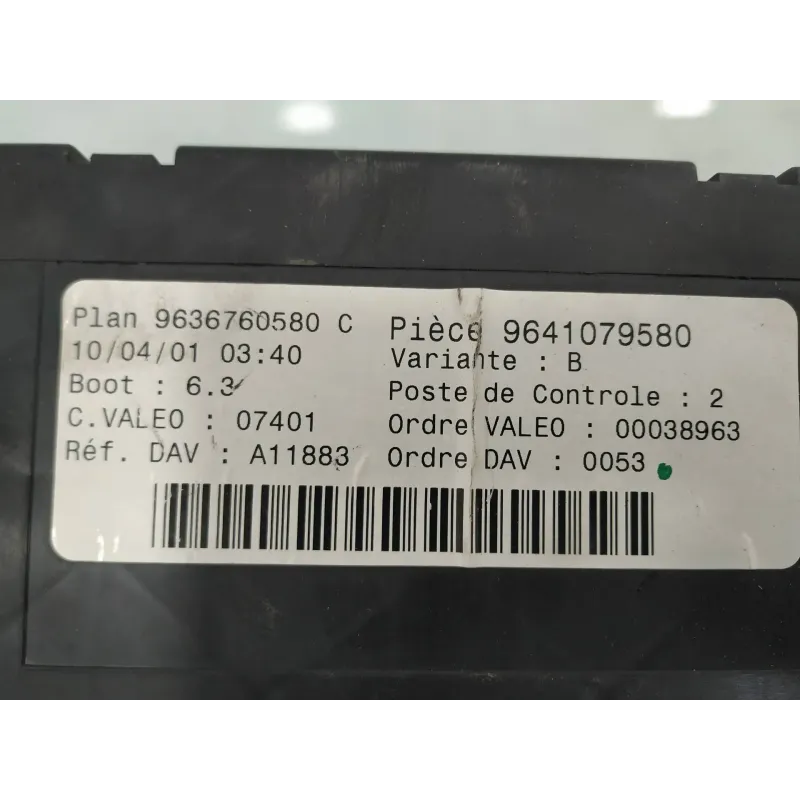 Plan 9636760580 C
10/04/01 03:40
Boot : 6.3
C.VALEO : 07401
Réf. DAV : A11883
Pièce 9641079580
Variante : B
Poste de Controle : 2
Ordre VALEO : 00038963
Ordre DAV : 0053